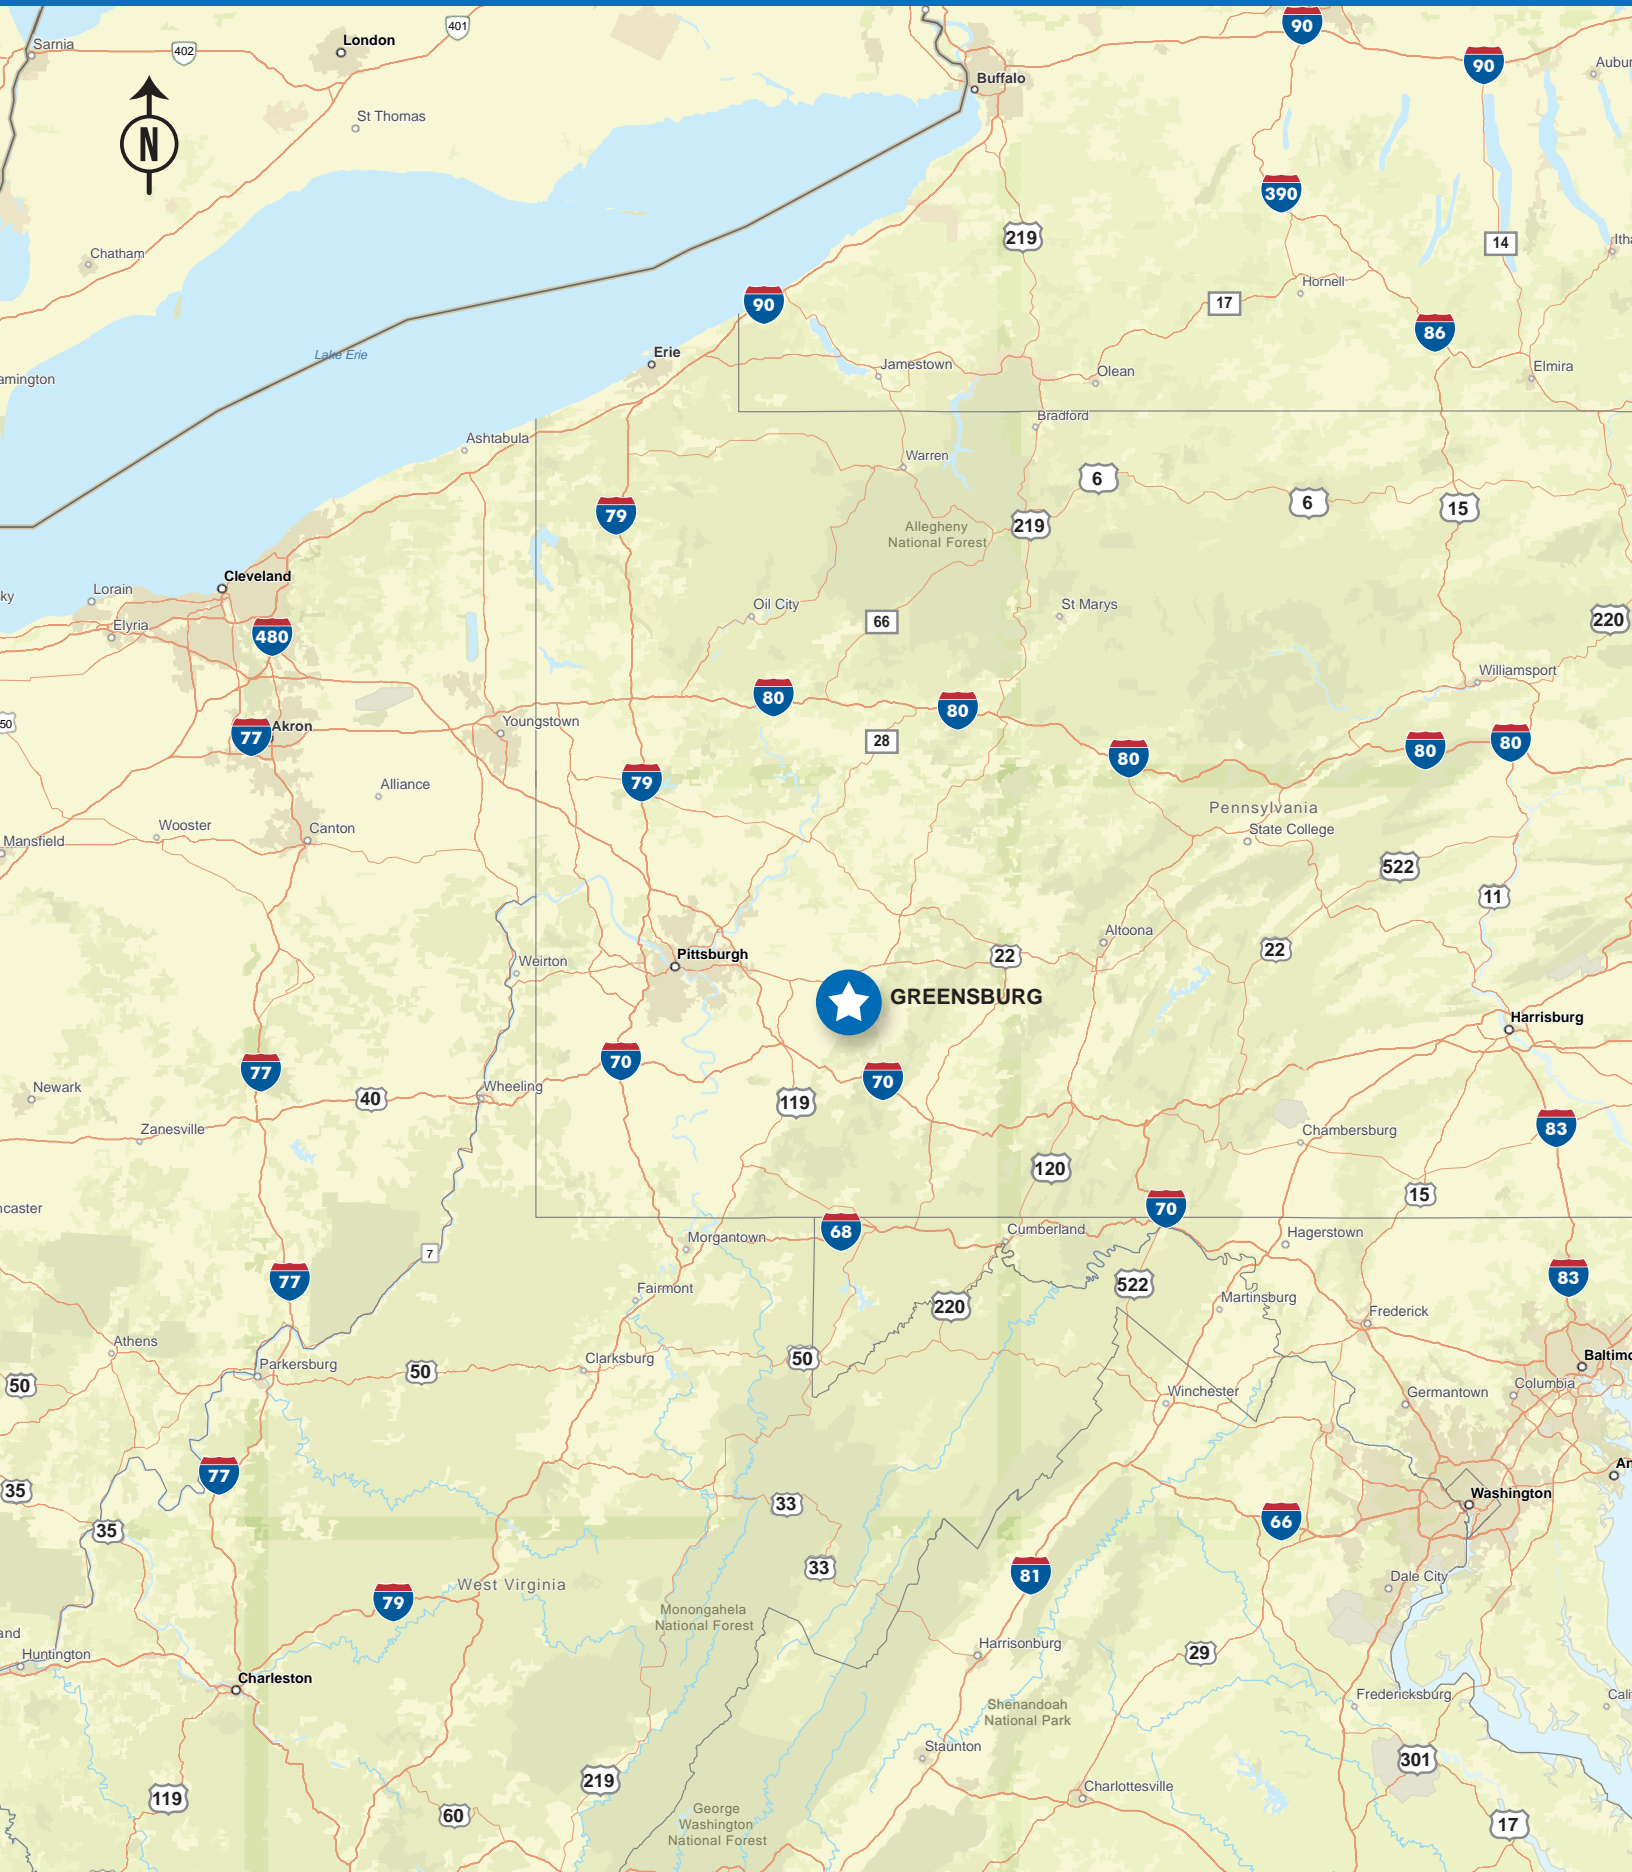 401
90
London
Sarnia
402
90
Aubur
Buffalo
St Thomas
N
390
219
14
Ith
Chatham
Hornell
90
17
86
Lake Erie
Erie
Jamestown
Elmira
Olean
amington
Bradford
Ashtabula
Warren
6
6
15
79
Allegheny
National Forest
219
Cleveland
Lorain
ky
Oil City
St Marys
Elyria
66
220
480
Williamsport
80
80
50
Youngstown
Akron
77
28
80
80
80
79
Alliance
Pennsylvania
Wooster
Canton
State College
Mansfield
522
11
Altoona
22
22
Pittsburgh
Weirton
GREENSBURG
Harrisburg
70
77
70
Newark
Wheeling
40
119
Zanesville
Chambersburg
83
120
15
ncaster
70
68
Cumberland
Hagerstown
Morgantown
7
77
83
Fairmont
522
220
Martinsburg
Frederick
Athens
Parkersburg
Clarksburg
50
50
Baltimo
50
Columbia
Germantown
Winchester
77
An
35
Washington
33
66
35
33
81
Dale City
West Virginia
79
Monongahela
National Forest
and
Harrisonburg
Huntington
29
Charleston
Fredericksburg
Cali
Shenandoah
National Park
Staunton
301
219
Charlottesville
119
60
George
Washington
National Forest
17